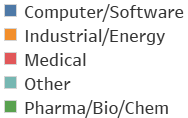 Computer/Software
Industrial/Energy
Medical
Other
Pharma/Bio/Chem